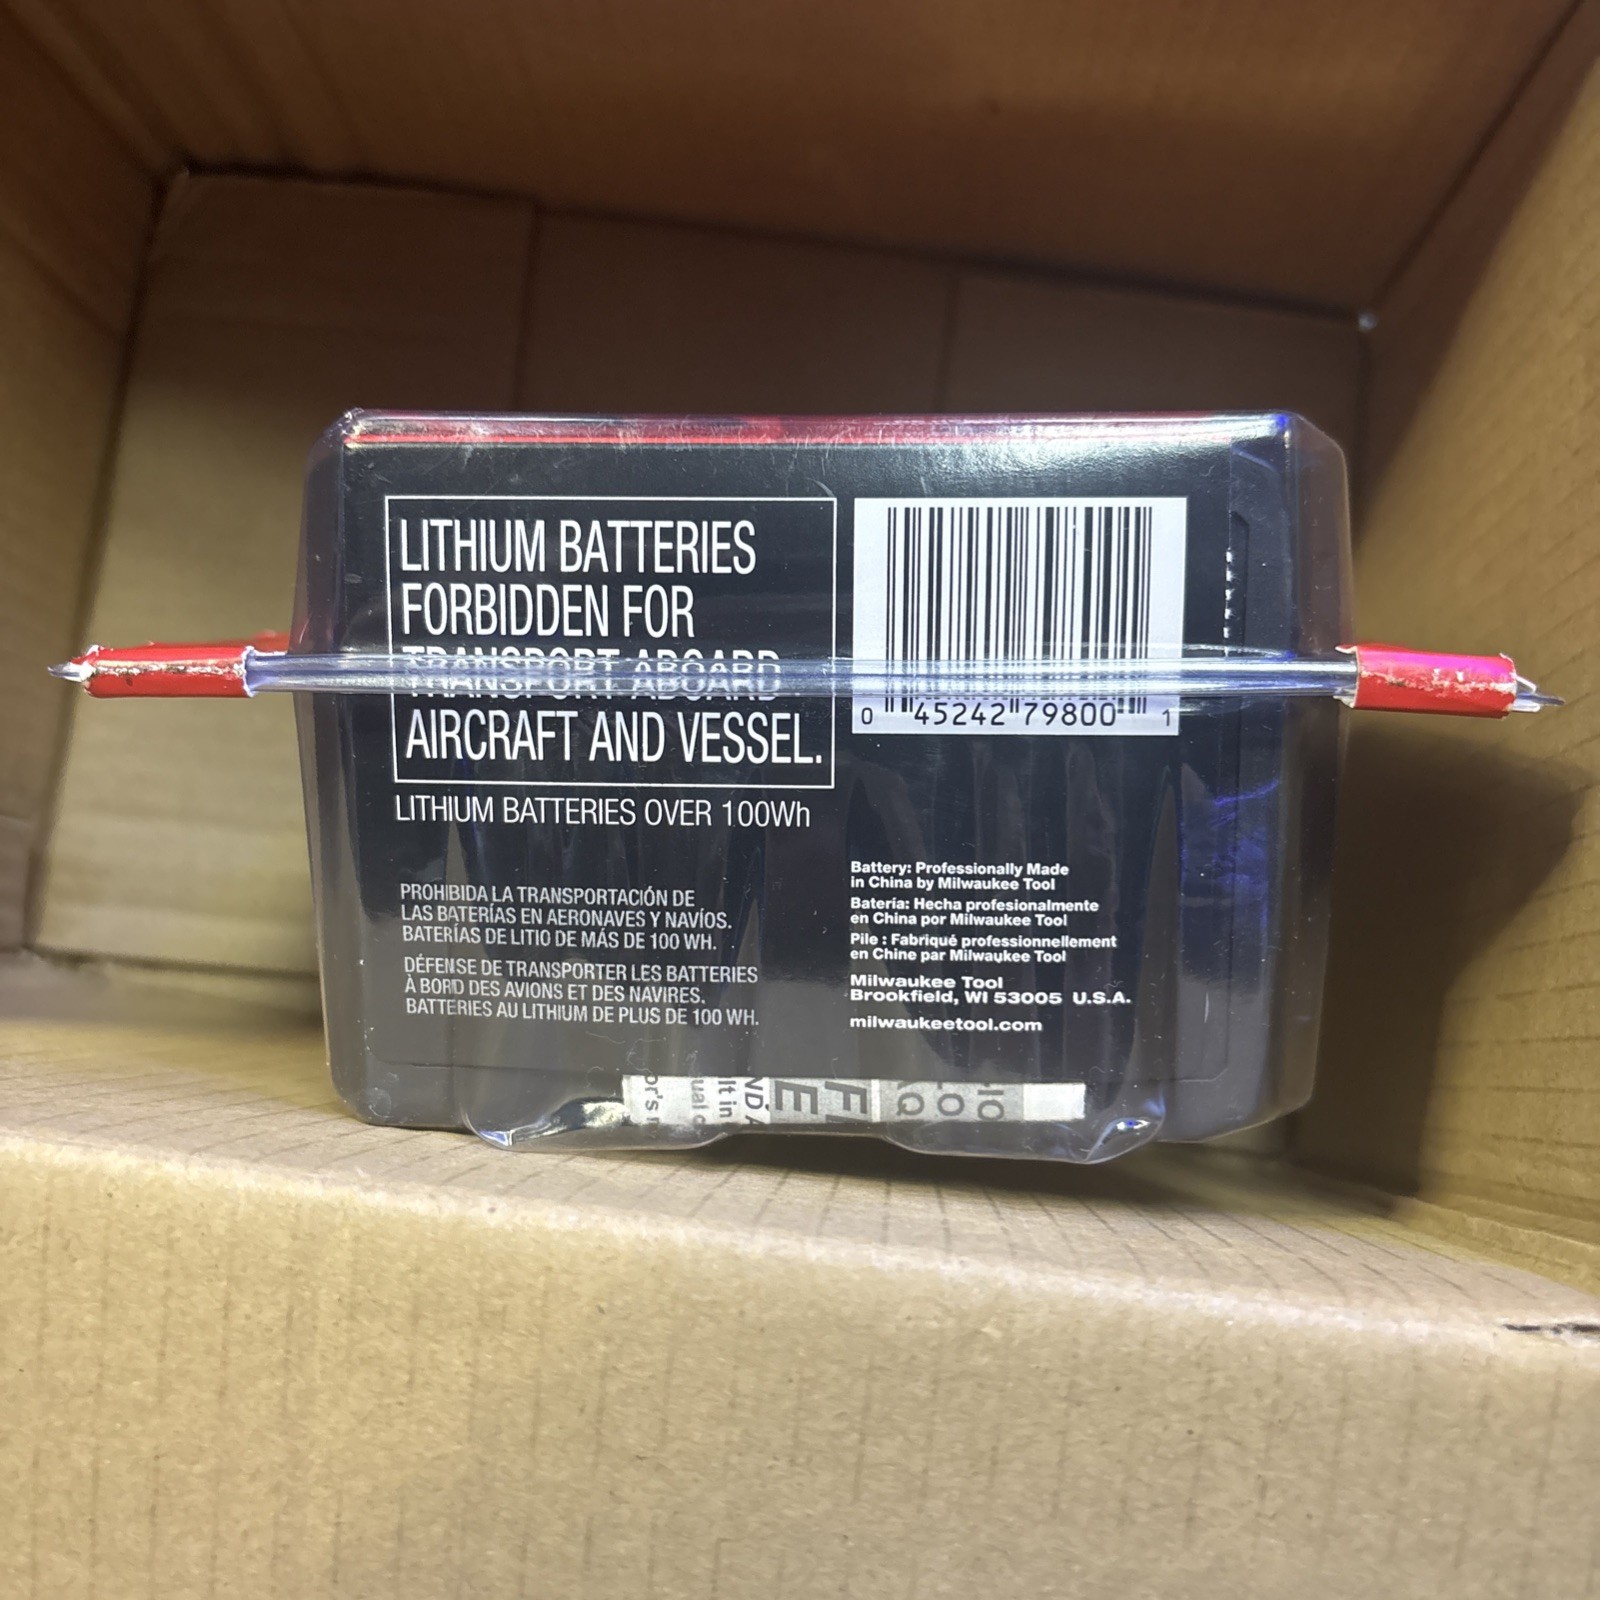 LITHIUM BATTERIES
FORBIDDEN FOR
TRANSPORT ABOARD
AIRCRAFT AND VESSEL.
LITHIUM BATTERIES OVER 100Wh
PROHIBIDA LA TRANSPORTACIÓN DE
LAS BATERÍAS EN AERONAVES Y NAVÍOS.
BATERÍAS DE LITIO DE MÁS DE 100 WH.
DÉFENSE DE TRANSPORTER LES BATTERIES
À BORD DES AVIONS ET DES NAVIRES.
BATTERIES AU LITHIUM DE PLUS DE 100 WH.
0 45242 79800 1
Battery: Professionally Made
in China by Milwaukee Tool
Batería: Hecha profesionalmente
en China por Milwaukee Tool
Pile : Fabriqué professionnellement
en Chine par Milwaukee Tool
Milwaukee Tool
Brookfield, WI 53005 U.S.A.
milwaukeetool.com